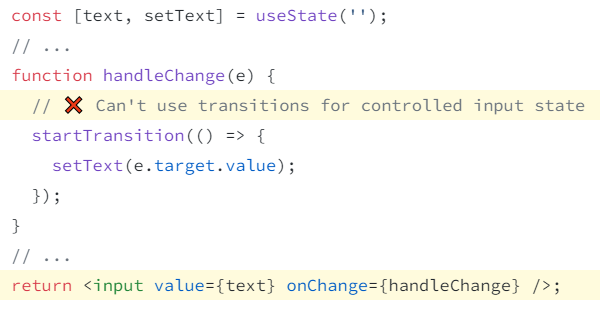 const [text, setText] = useState('');
// ...
function handleChange(e) {
  // ❌ Can't use transitions for controlled input state
  startTransition(() => {
    setText(e.target.value);
  });
}
// ...
return <input value={text} onChange={handleChange} />;